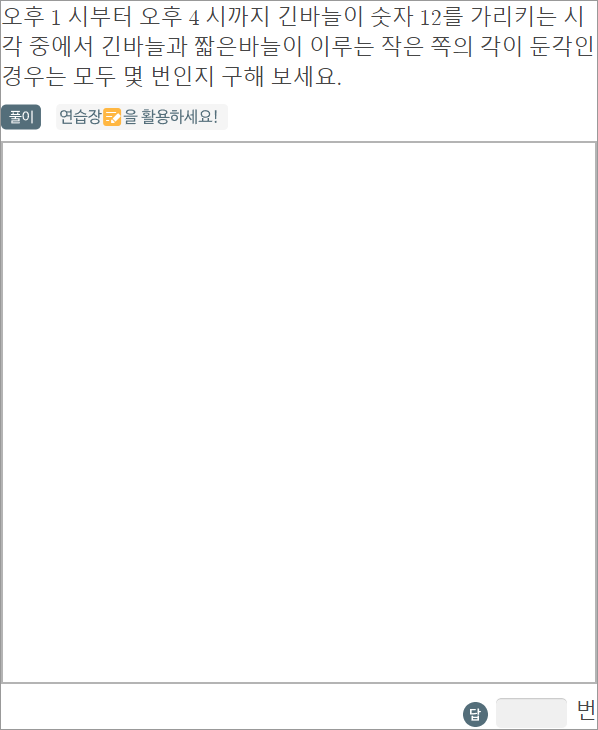 오후 1 시부터 오후 4 시까지 긴바늘이 숫자 12를 가리키는 시
각 중에서 긴바늘과 짧은바늘이 이루는 작은 쪽의 각이 둔각인
경우는 모두 몇 번인지 구해 보세요.
풀이 연습장을 활용하세요!
답 번